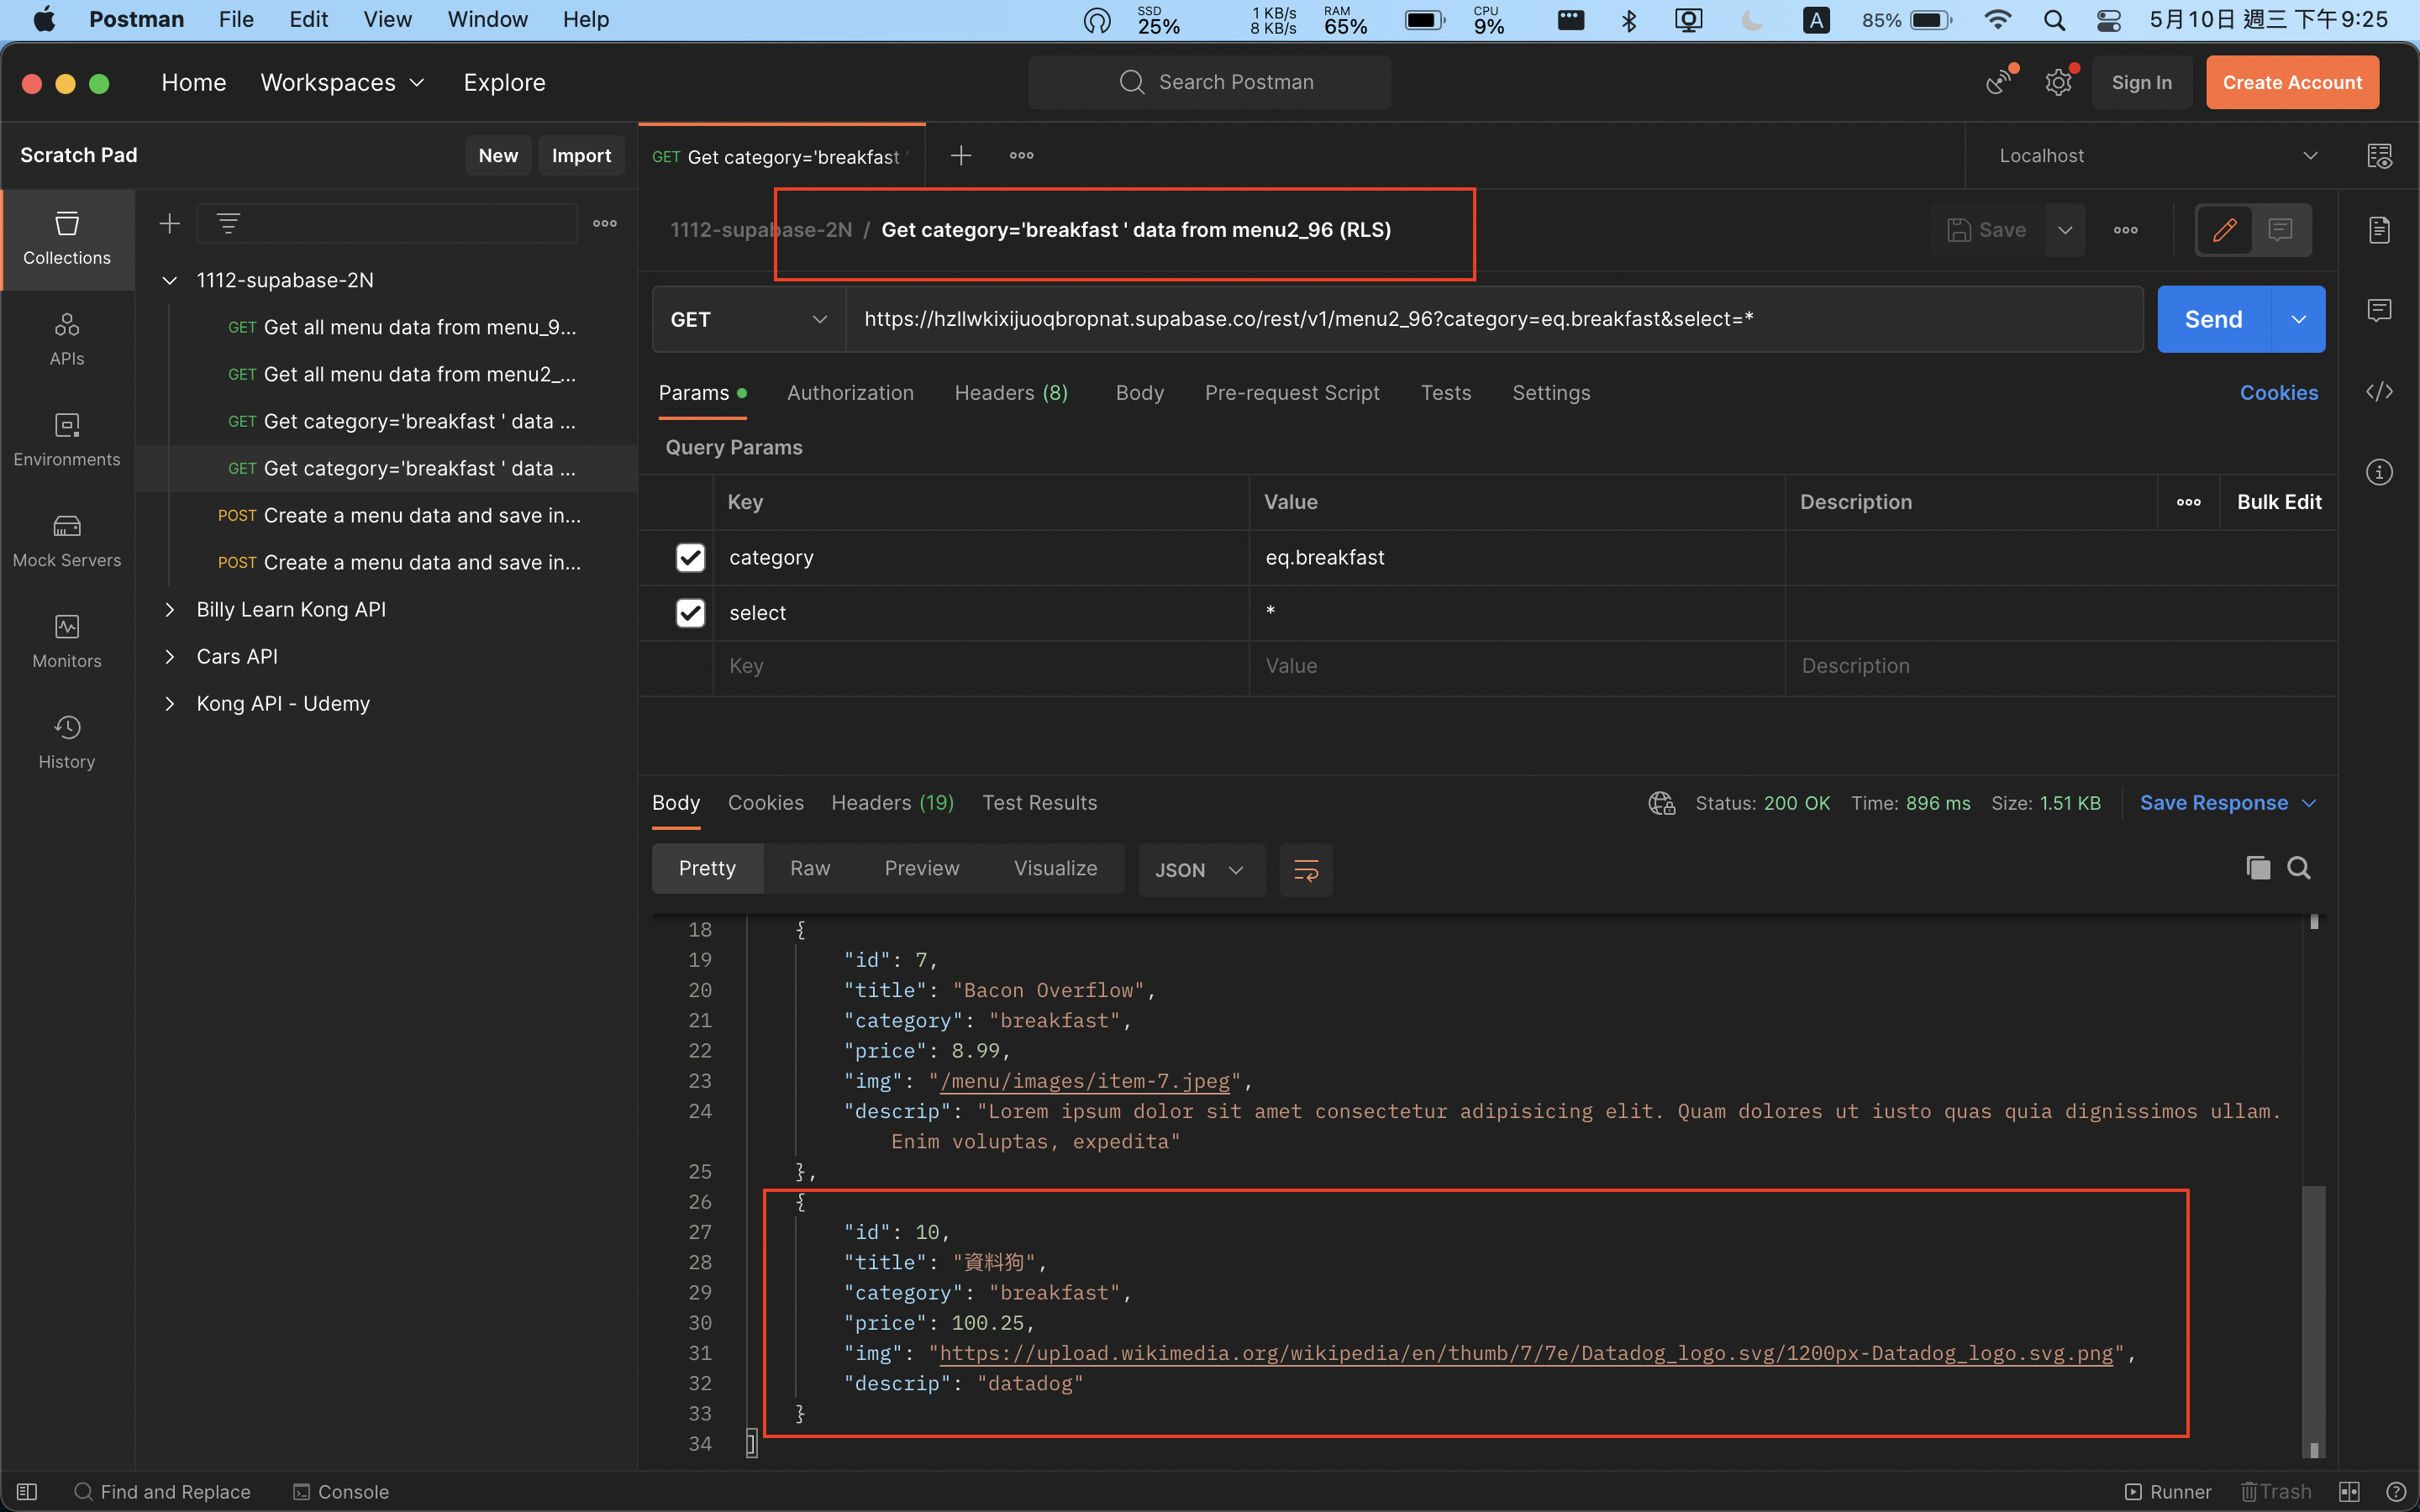 Postman File Edit View Window Help
SSD 25% 1 KB/s 8 KB/s RAM 65% CPU 9% A 85% 5月10日 週三 下午9:25
Home Workspaces Explore
Search Postman
Sign In Create Account
Scratch Pad New Import
GET Get category='breakfast '
Localhost
Collections
APIs
Environments
Mock Servers
Monitors
History
1112-supabase-2N
GET Get all menu data from menu_9...
GET Get all menu data from menu2_...
GET Get category='breakfast ' data ...
GET Get category='breakfast ' data ...
POST Create a menu data and save in...
POST Create a menu data and save in...
Billy Learn Kong API
Cars API
Kong API - Udemy
1112-supabase-2N / Get category='breakfast ' data from menu2_96 (RLS)
Save
GET https://hzllwkixijuoqbropnat.supabase.co/rest/v1/menu2_96?category=eq.breakfast&select=*
Send
Params Authorization Headers (8) Body Pre-request Script Tests Settings Cookies
Query Params
Key Value Description Bulk Edit
category eq.breakfast
select *
Key Value Description
Body Cookies Headers (19) Test Results
Status: 200 OK Time: 896 ms Size: 1.51 KB Save Response
Pretty Raw Preview Visualize JSON
18 {
19 "id": 7,
20 "title": "Bacon Overflow",
21 "category": "breakfast",
22 "price": 8.99,
23 "img": "/menu/images/item-7.jpeg",
24 "descrip": "Lorem ipsum dolor sit amet consectetur adipisicing elit. Quam dolores ut iusto quas quia dignissimos ullam.
Enim voluptas, expedita"
25 },
26 {
27 "id": 10,
28 "title": "資料狗",
29 "category": "breakfast",
30 "price": 100.25,
31 "img": "https://upload.wikimedia.org/wikipedia/en/thumb/7/7e/Datadog_logo.svg/1200px-Datadog_logo.svg.png",
32 "descrip": "datadog"
33 }
34 ]
Find and Replace Console
Runner Trash